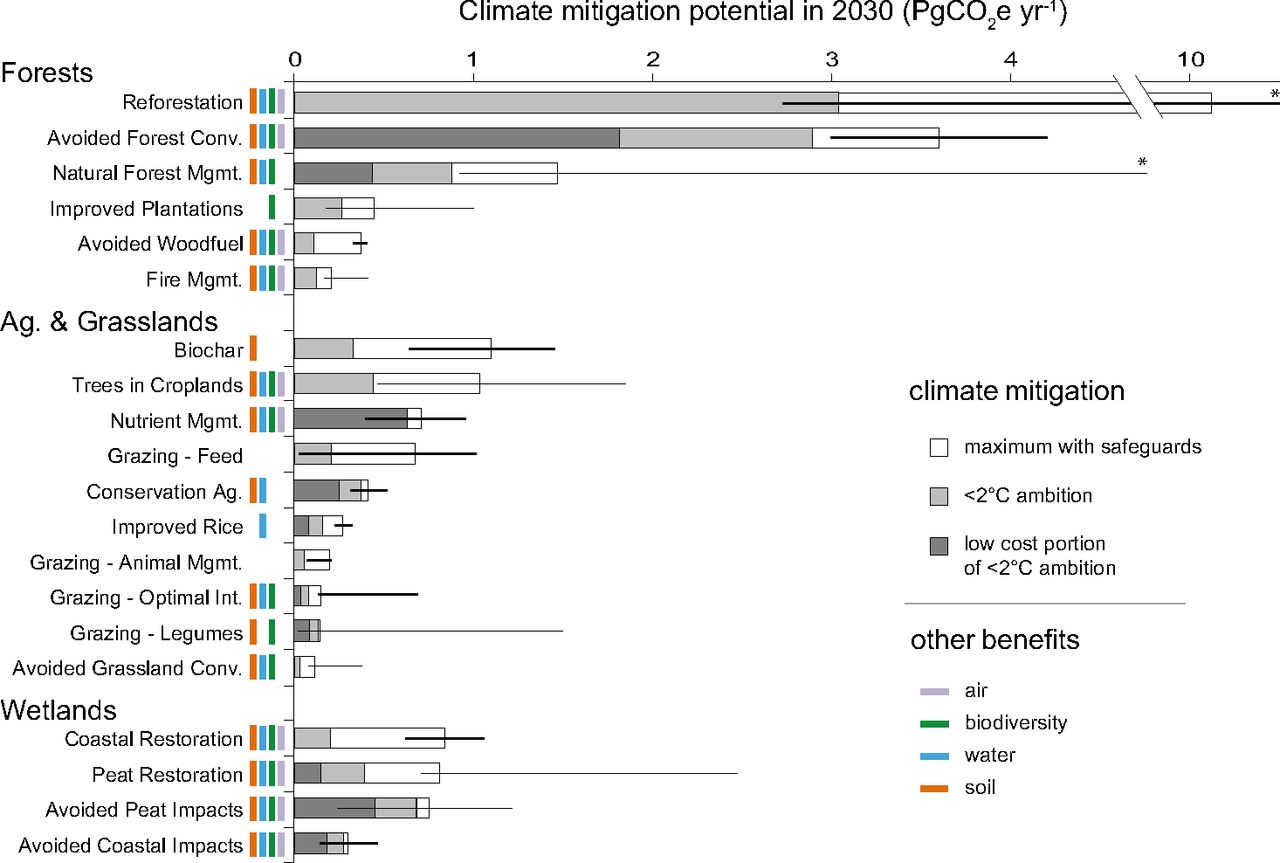 Climate mitigation potential in 2030 (PgCO₂e yr⁻¹)
0 1 2 3 4 10
Forests
Reforestation *
Avoided Forest Conv.
Natural Forest Mgmt. *
Improved Plantations
Avoided Woodfuel
Fire Mgmt.
Ag. & Grasslands
Biochar
Trees in Croplands
Nutrient Mgmt.
Grazing - Feed
Conservation Ag.
Improved Rice
Grazing - Animal Mgmt.
Grazing - Optimal Int.
Grazing - Legumes
Avoided Grassland Conv.
Wetlands
Coastal Restoration
Peat Restoration
Avoided Peat Impacts
Avoided Coastal Impacts
climate mitigation
maximum with safeguards
<2°C ambition
low cost portion
of <2°C ambition
other benefits
air
biodiversity
water
soil